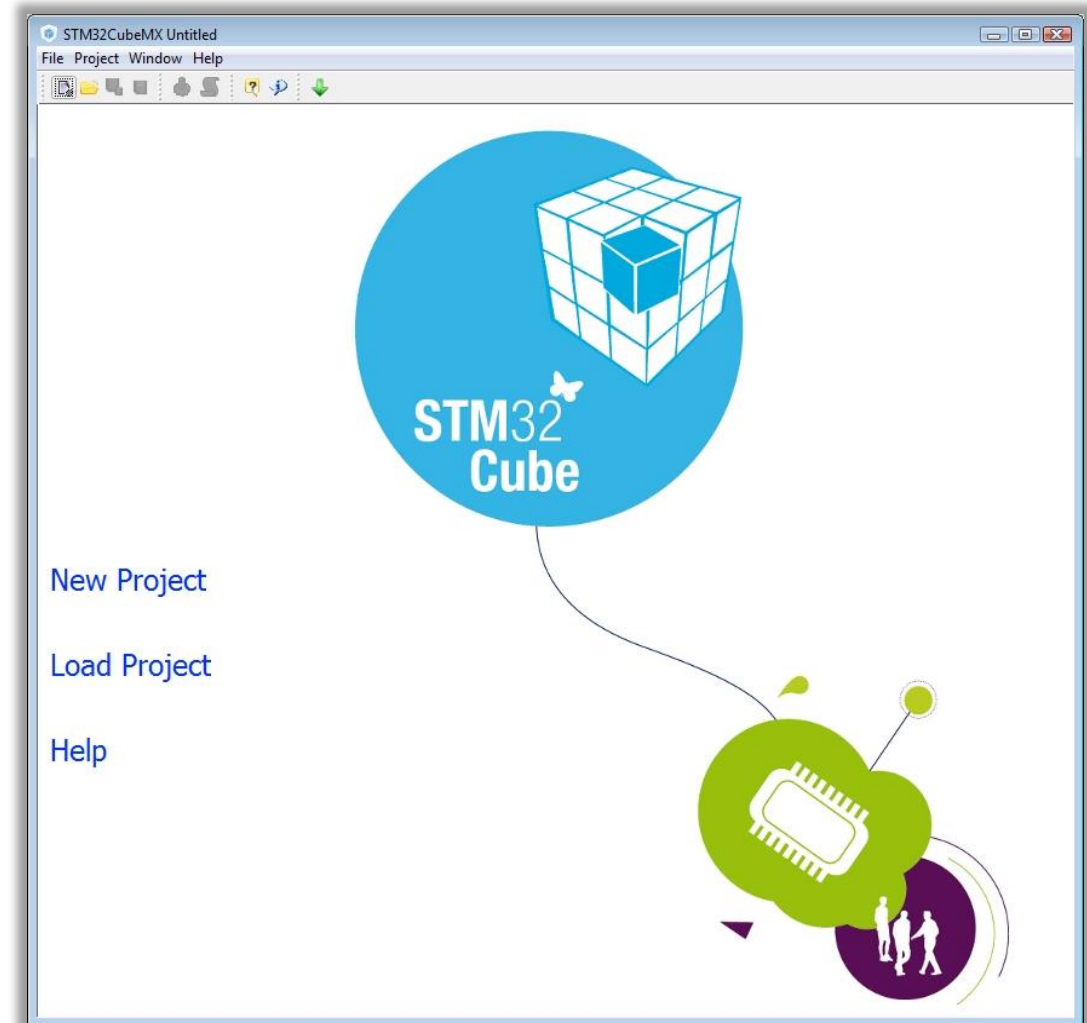 STM32CubeMX Untitled
File Project Window Help
STM32
Cube
New Project
Load Project
Help